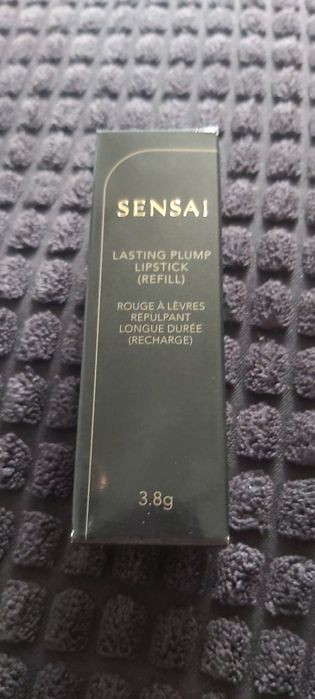 SENSAI
LASTING PLUMP
LIPSTICK
(REFILL)
ROUGE À LÈVRES
REPULPANT
LONGUE DURÉE
(RECHARGE)
3.8g